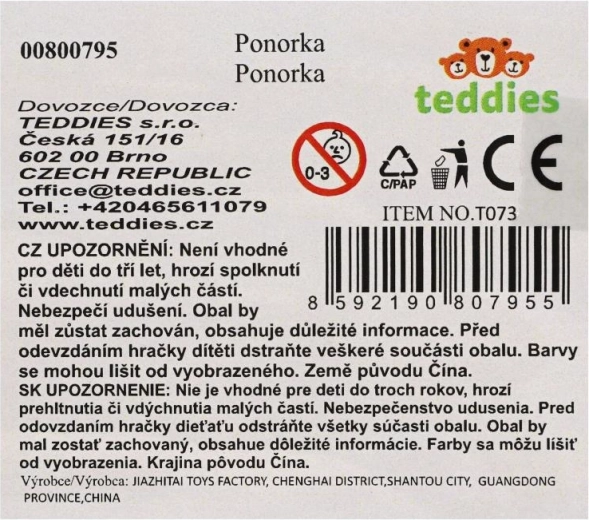 00800795
Ponorka
Ponorka
teddies
Dovozce/Dovozca:
TEDDIES s.r.o.
Česká 151/16
602 00 Brno
CZECH REPUBLIC
office@teddies.cz
Tel.: +420465611079
www.teddies.cz
0-3
C/PAP
CE
ITEM NO.T073
8 592190 807955
CZ UPOZORNĚNÍ: Není vhodné
pro děti do tří let, hrozí spolknutí
či vdechnutí malých částí.
Nebezpečí udušení. Obal by
měl zůstat zachován, obsahuje důležité informace. Před
odevzdáním hračky dítěti dstraňte veškeré součásti obalu. Barvy
se mohou lišit od vyobrazeného. Země původu Čína.
SK UPOZORNENIE: Nie je vhodné pre deti do troch rokov, hrozí
prehltnutia či vdýchnutia malých častí. Nebezpečenstvo udusenia. Pred
odovzdaním hračky dieťaťu odstráňte všetky súčasti obalu. Obal by
mal zostať zachovaný, obsahue dôležité informácie. Farby sa môžu líšiť
od vyobrazenia. Krajina pôvodu Čína.
Výrobce/Výrobca: JIAZHITAI TOYS FACTORY, CHENGHAI DISTRICT,SHANTOU CITY, GUANGDONG
PROVINCE,CHINA